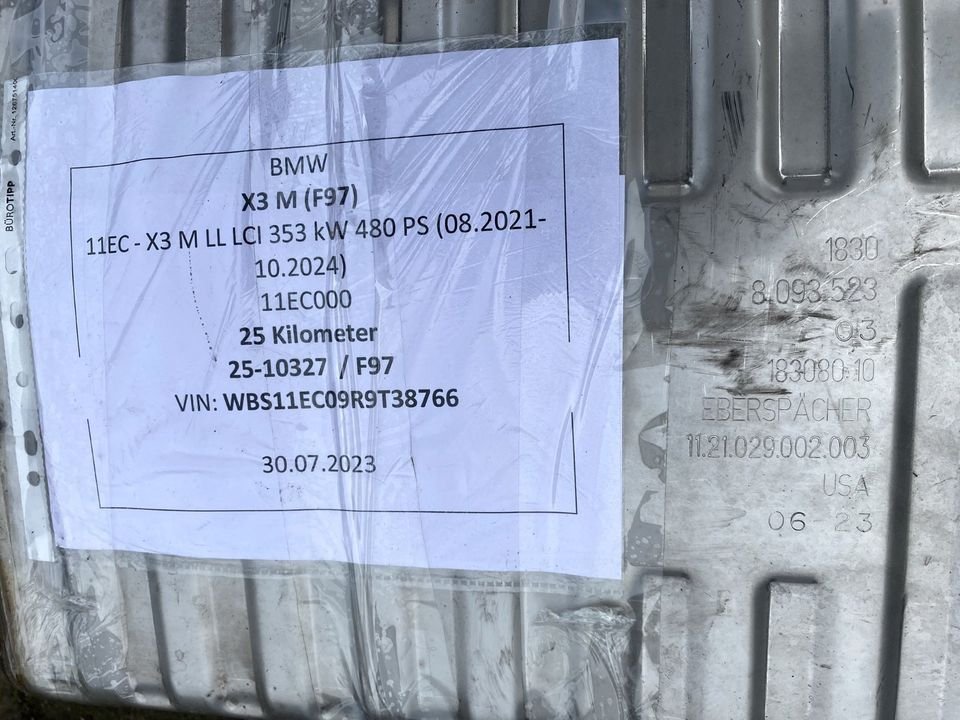 BMW
X3 M (F97)
11EC - X3 M LL LCI 353 kW 480 PS (08.2021-
10.2024)
11EC000
25 Kilometer
25-10327 / F97
VIN: WBS11EC09R9T38766
30.07.2023
BÜROTIPP
1830
8.093.523
03
183080.10
EBERSPÄCHER
11.21.029.002.003
USA
06-23